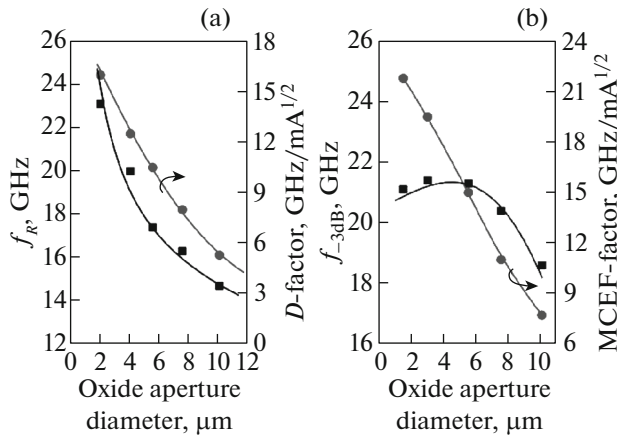 (a)
26
24
22
20
18
16
14
12
f_R, GHz
18
15
12
9
6
3
0
D-factor, GHz/mA^{1/2}
0 2 4 6 8 10 12
Oxide aperture
diameter, μm
(b)
26
24
22
20
18
16
f_{−3dB}, GHz
24
21
18
15
12
9
6
MCEF-factor, GHz/mA^{1/2}
0 2 4 6 8 10
Oxide aperture
diameter, μm